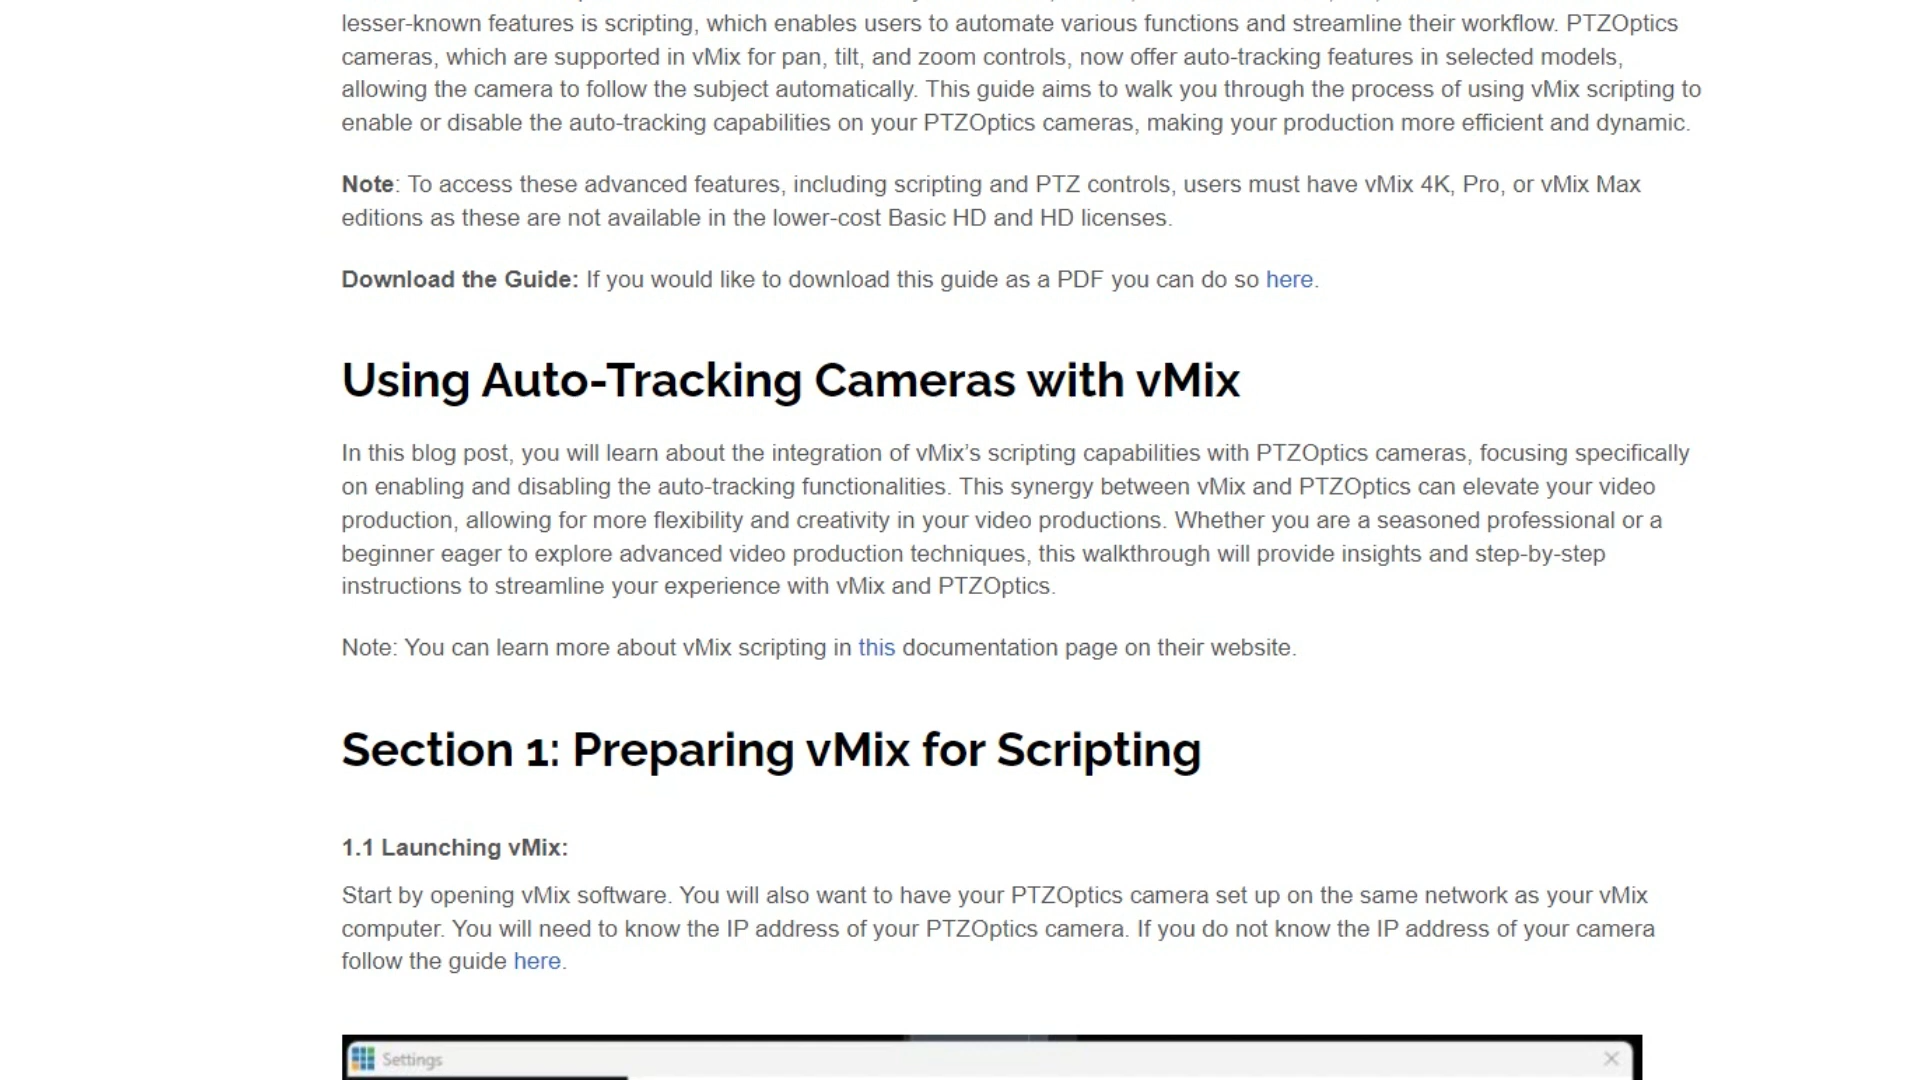 lesser-known features is scripting, which enables users to automate various functions and streamline their workflow. PTZOptics
cameras, which are supported in vMix for pan, tilt, and zoom controls, now offer auto-tracking features in selected models,
allowing the camera to follow the subject automatically. This guide aims to walk you through the process of using vMix scripting to
enable or disable the auto-tracking capabilities on your PTZOptics cameras, making your production more efficient and dynamic.
Note: To access these advanced features, including scripting and PTZ controls, users must have vMix 4K, Pro, or vMix Max
editions as these are not available in the lower-cost Basic HD and HD licenses.
Download the Guide: If you would like to download this guide as a PDF you can do so here.
Using Auto-Tracking Cameras with vMix
In this blog post, you will learn about the integration of vMix’s scripting capabilities with PTZOptics cameras, focusing specifically
on enabling and disabling the auto-tracking functionalities. This synergy between vMix and PTZOptics can elevate your video
production, allowing for more flexibility and creativity in your video productions. Whether you are a seasoned professional or a
beginner eager to explore advanced video production techniques, this walkthrough will provide insights and step-by-step
instructions to streamline your experience with vMix and PTZOptics.
Note: You can learn more about vMix scripting in this documentation page on their website.
Section 1: Preparing vMix for Scripting
1.1 Launching vMix:
Start by opening vMix software. You will also want to have your PTZOptics camera set up on the same network as your vMix
computer. You will need to know the IP address of your PTZOptics camera. If you do not know the IP address of your camera
follow the guide here.
Settings